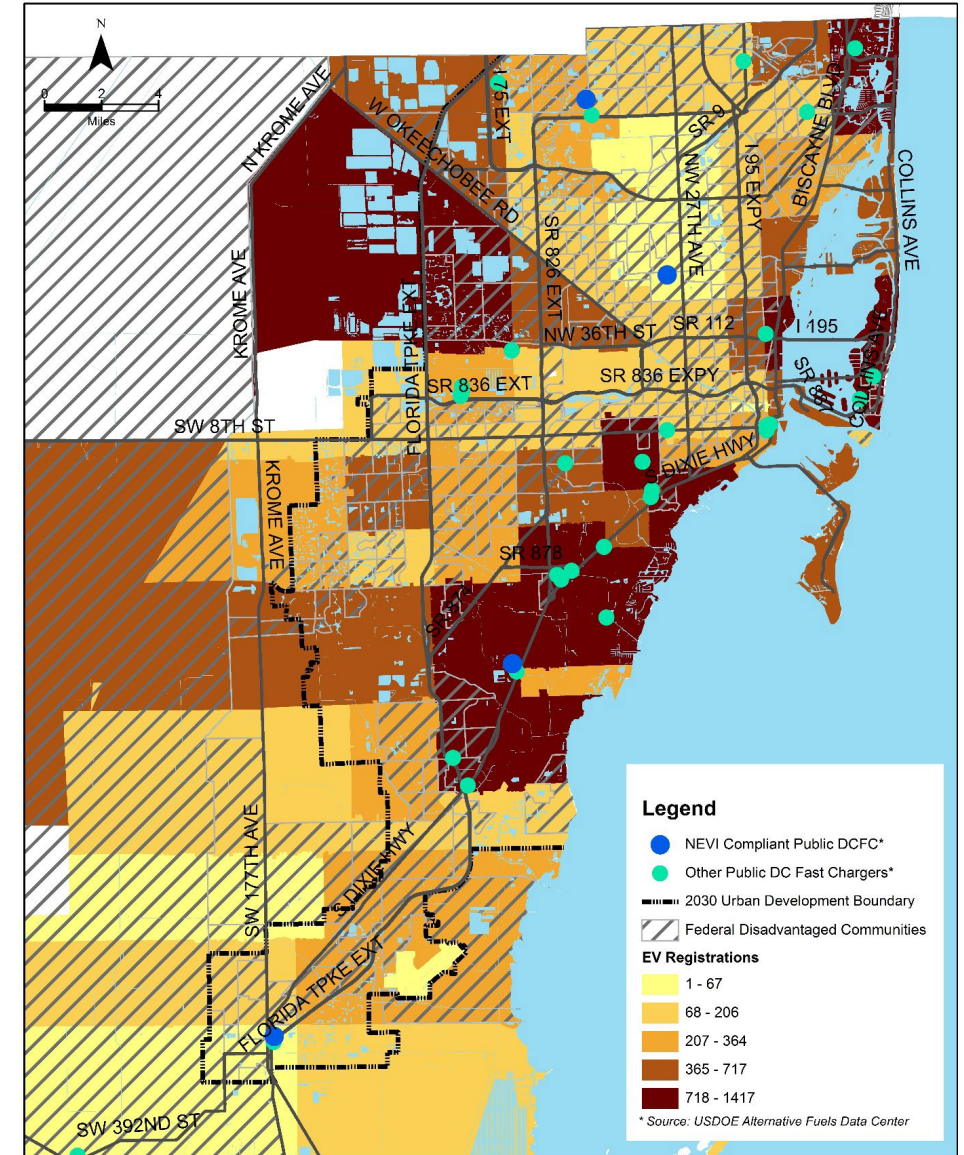 N
0 2 4
Miles
N KROME AVE
W OKEECHOBEE RD
I 75 EXT
SR 9
NW 27TH AVE
I 95 EXPY
BISCAYNE BLVD
COLLINS AVE
KROME AVE
FLORIDA TPKE EXT
SR 826 EXT
NW 36TH ST
SR 112
I 195
SR 836 EXT
SR 836 EXPY
COLLINS AVE
SW 8TH ST
DIXIE HWY
KROME AVE
SR 878
SW 177TH AVE
S DIXIE HWY
FLORIDA TPKE EXT
SW 392ND ST
Legend
NEVI Compliant Public DCFC*
Other Public DC Fast Chargers*
2030 Urban Development Boundary
Federal Disadvantaged Communities
EV Registrations
1 - 67
68 - 206
207 - 364
365 - 717
718 - 1417
* Source: USDOE Alternative Fuels Data Center